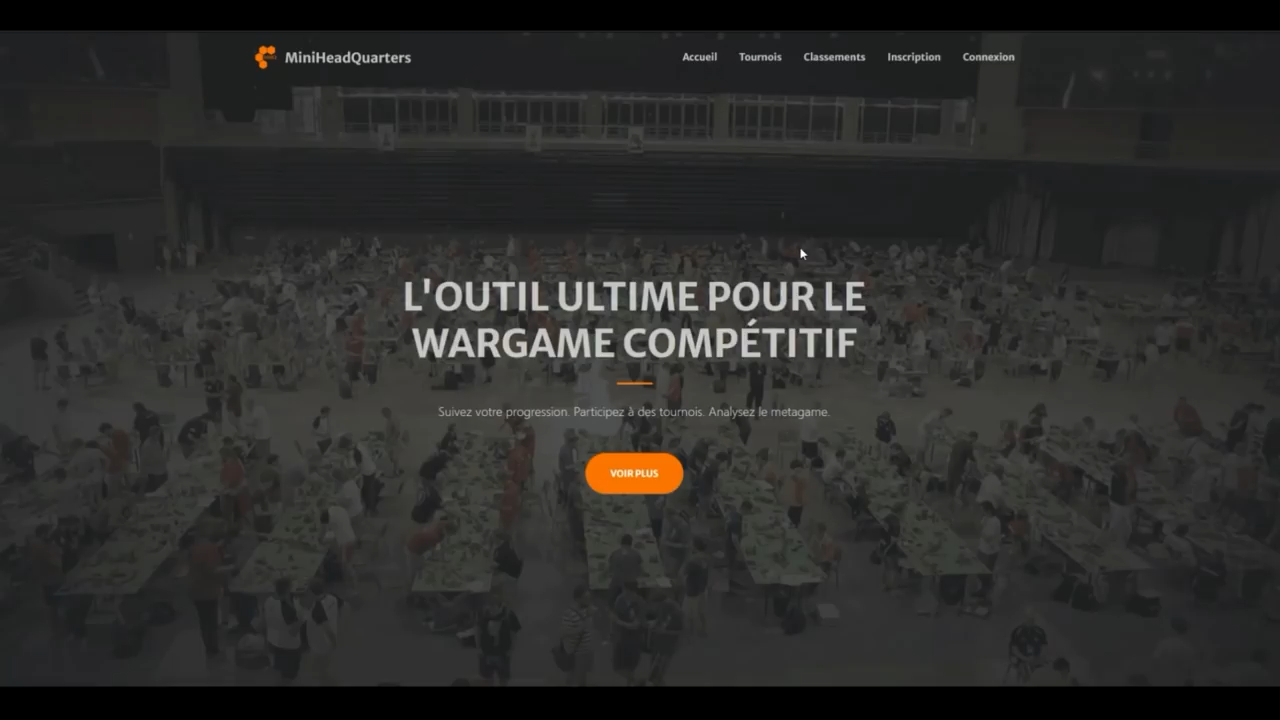 MiniHeadQuarters
Accueil Tournois Classements Inscription Connexion
L'OUTIL ULTIME POUR LE
WARGAME COMPÉTITIF
Suivez votre progression. Participez à des tournois. Analysez le metagame.
VOIR PLUS